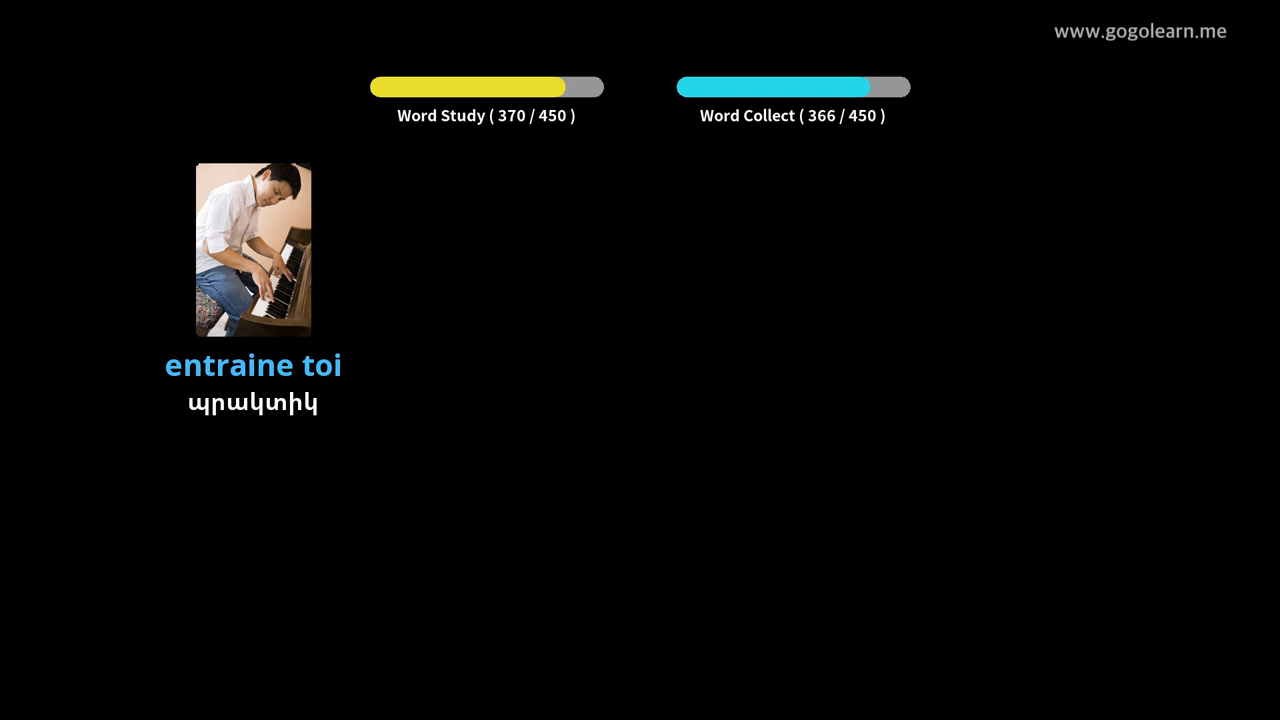 www.gogolearn.me
Word Study ( 370 / 450 )
Word Collect ( 366 / 450 )
entraine toi
պրակտիկ